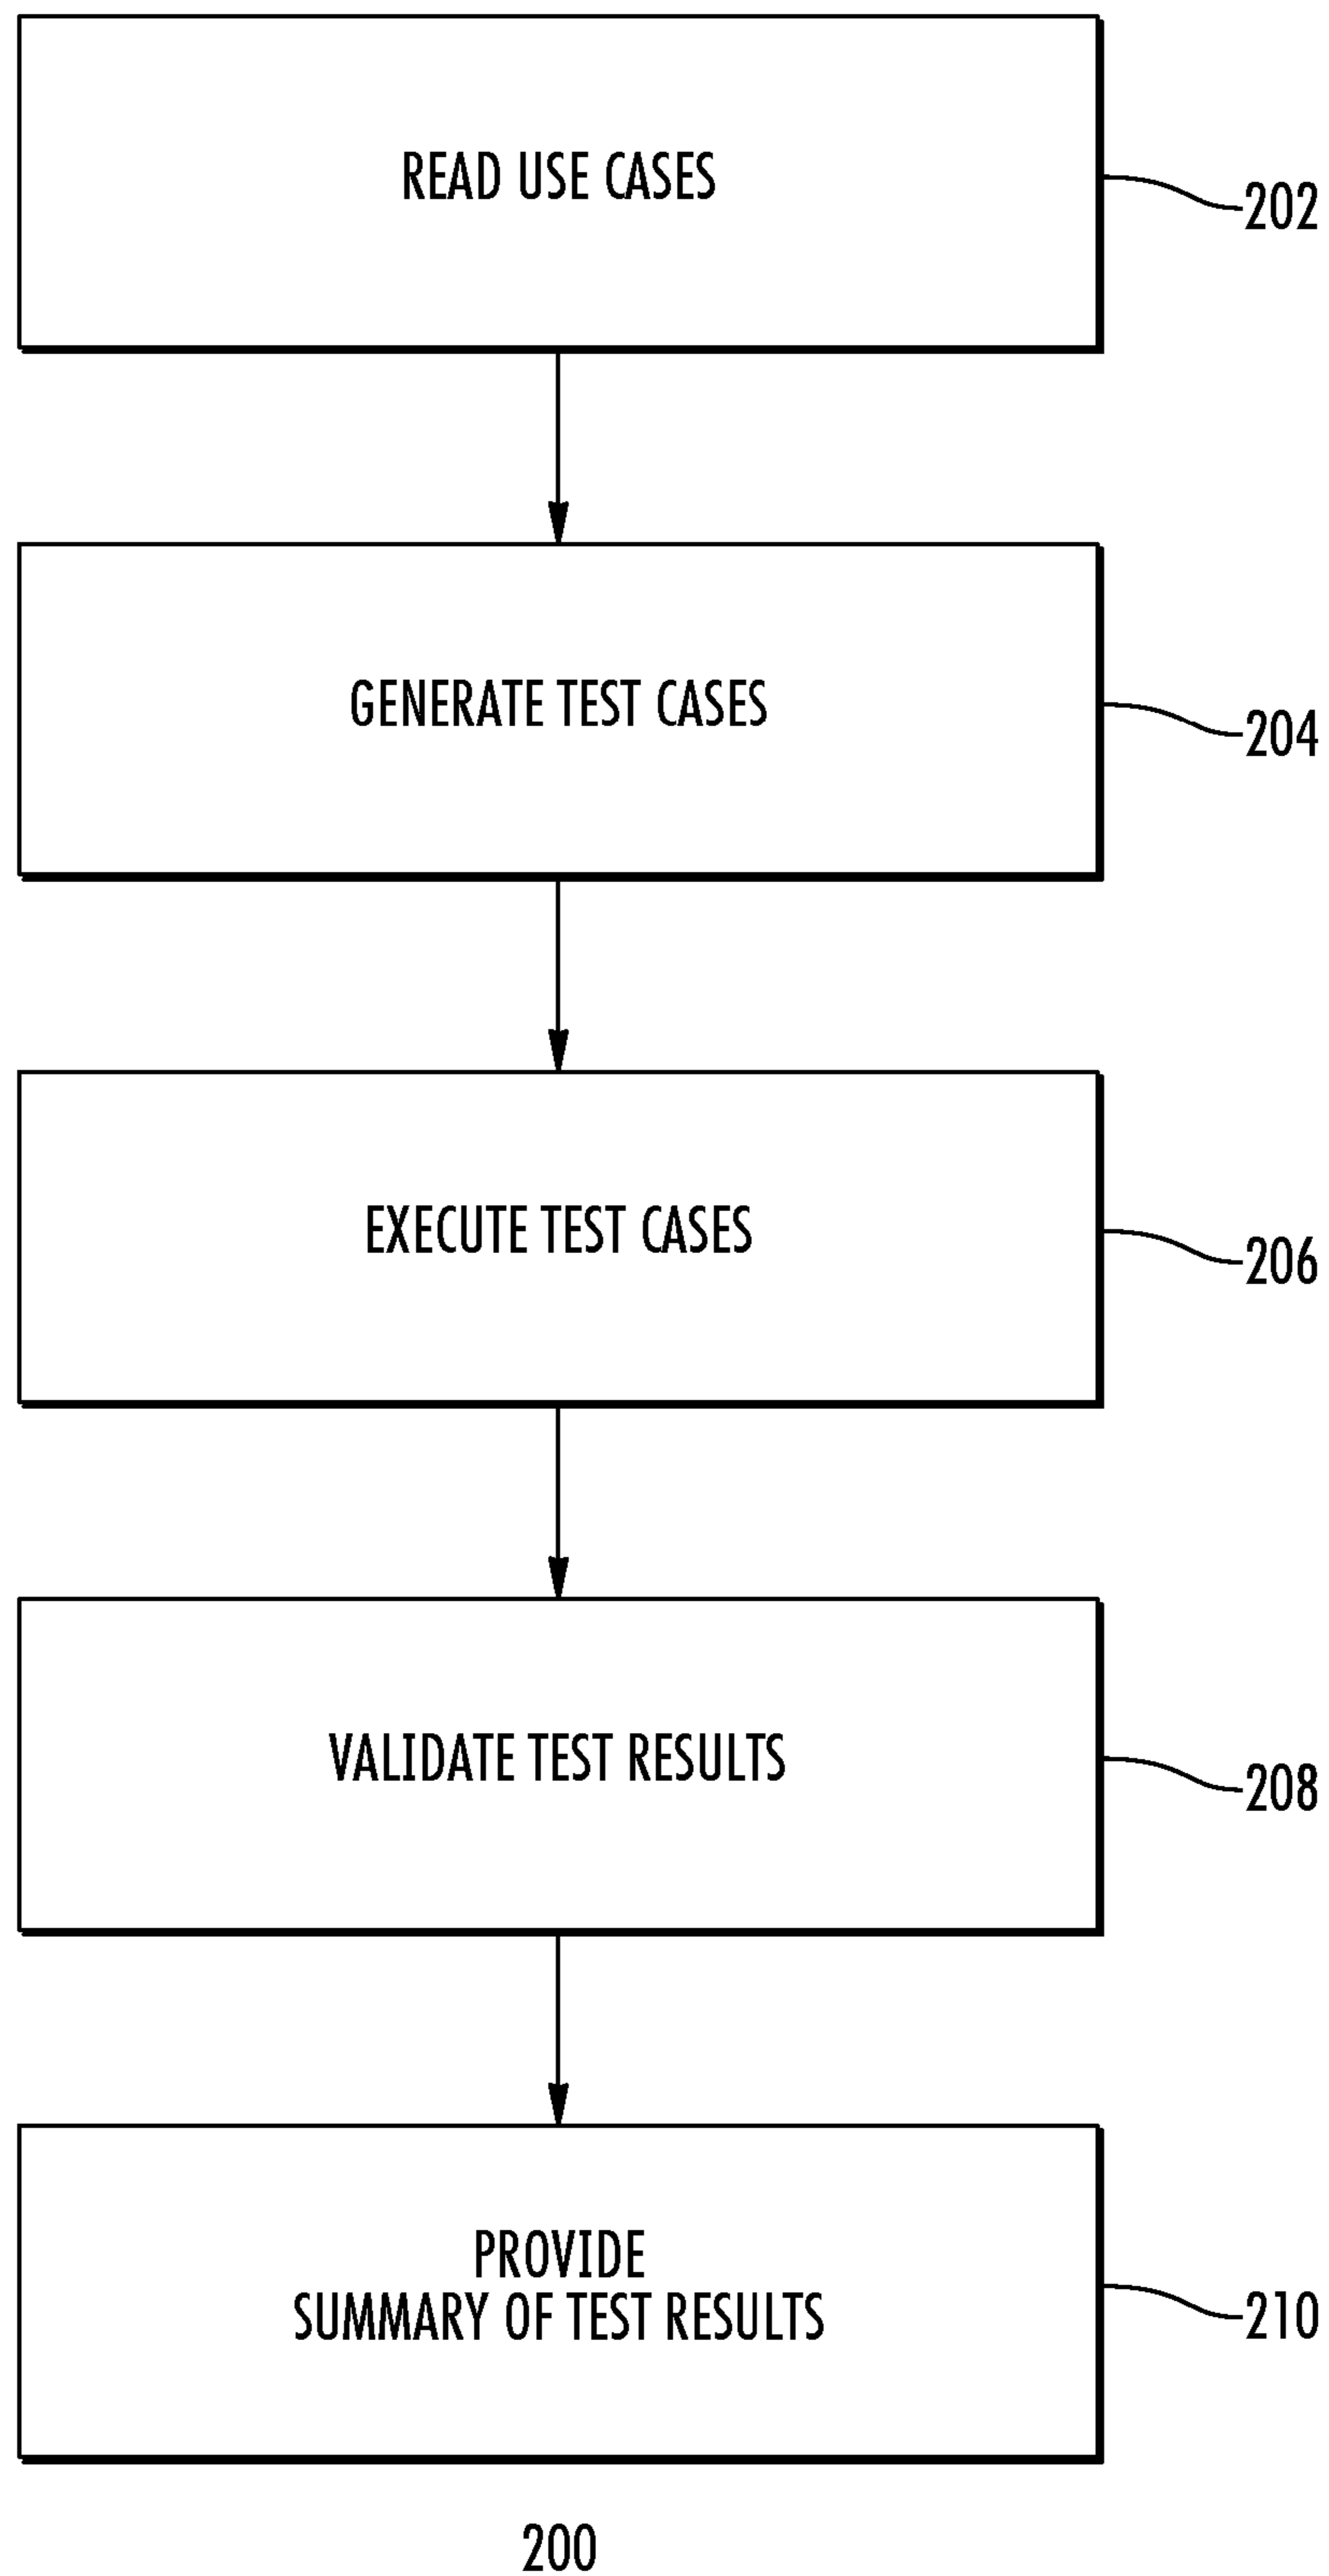 READ USE CASES
202
GENERATE TEST CASES
204
EXECUTE TEST CASES
206
VALIDATE TEST RESULTS
208
PROVIDE
SUMMARY OF TEST RESULTS
210
200